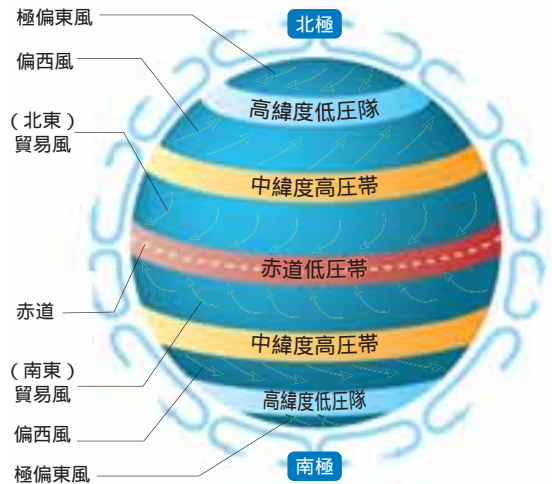 極偏東風
北極
偏西風
高緯度低圧隊
(北東)
貿易風
中緯度高圧帯
赤道低圧帯
赤道
中緯度高圧帯
(南東)
貿易風
高緯度低圧隊
偏西風
極偏東風
南極